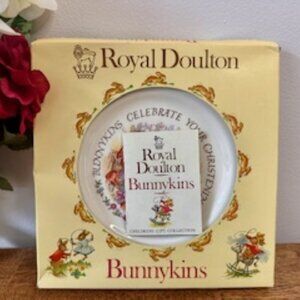 Royal Doulton
BUNNYKINS CELEBRATE YOUR CHRISTENING
Royal
Doulton
Bunnykins
CHILDREN'S GIFT COLLECTION
Bunnykins